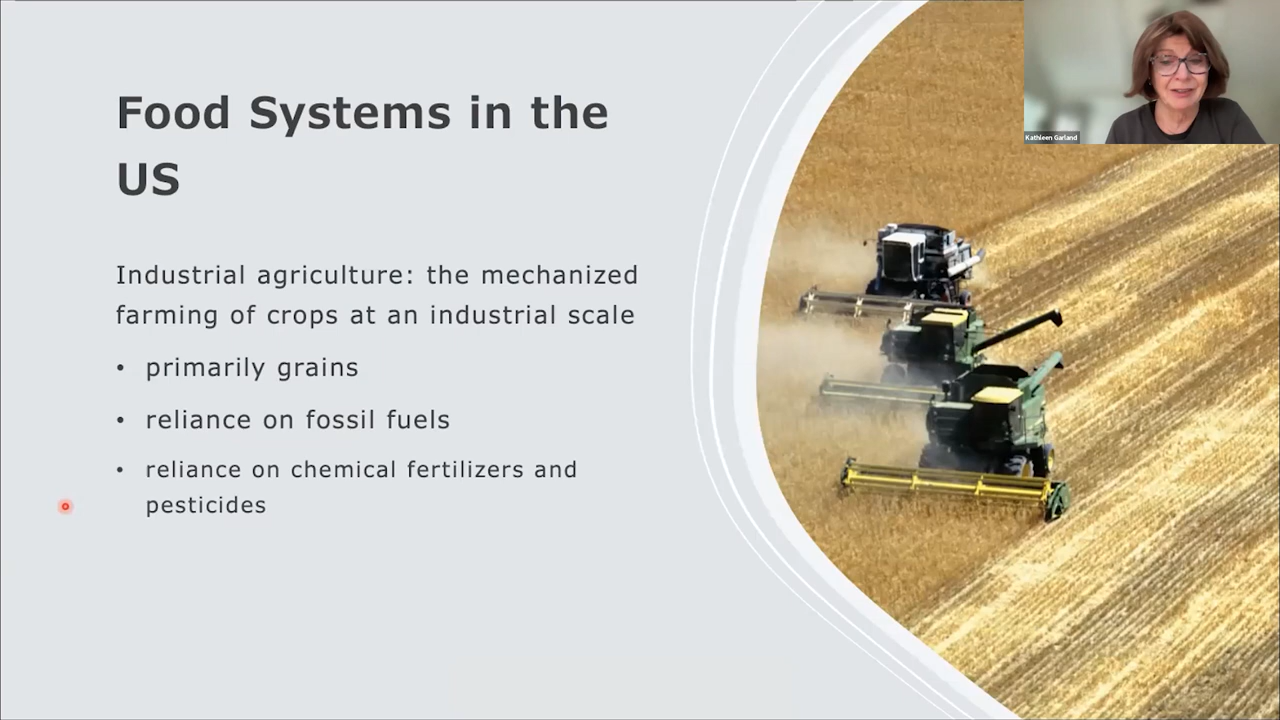 Food Systems in the
US
Industrial agriculture: the mechanized
farming of crops at an industrial scale
• primarily grains
• reliance on fossil fuels
• reliance on chemical fertilizers and
pesticides
Kathleen Garland